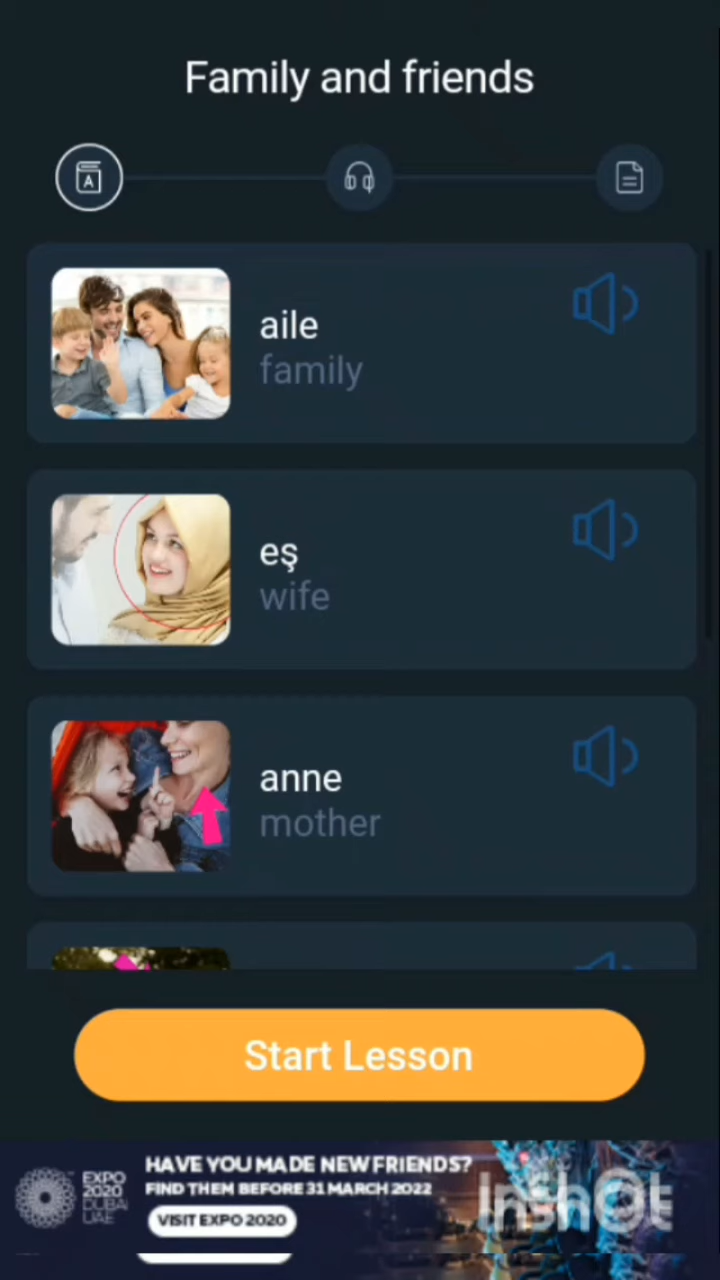 Family and friends
A
aile
family
eş
wife
anne
mother
Start Lesson
EXPO
2020
DUBAI
UAE
HAVE YOU MADE NEW FRIENDS?
FIND THEM BEFORE 31 MARCH 2022
VISIT EXPO 2020
InShOt